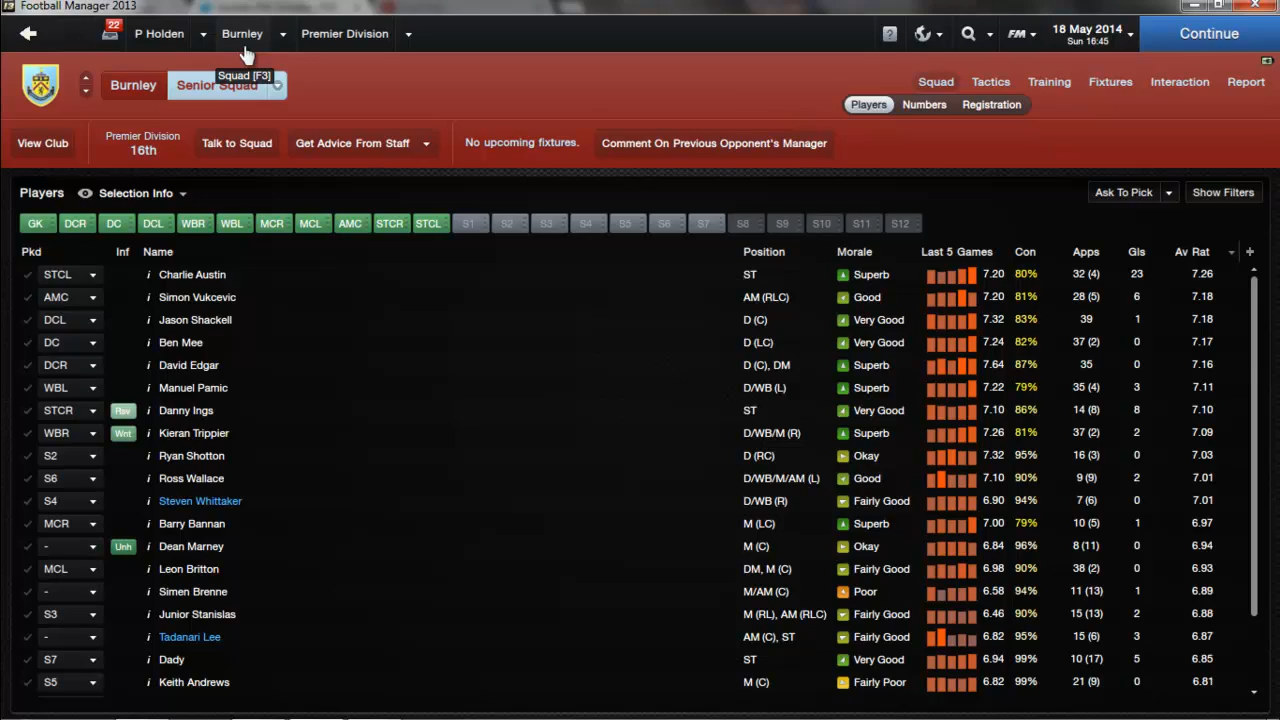 Football Manager 2013
22 P Holden Burnley Premier Division ? FM 18 May 2014 Sun 16:45 Continue
Squad [F3]
Burnley Senior Squad Squad Tactics Training Fixtures Interaction Report
Players Numbers Registration
View Club Premier Division 16th Talk to Squad Get Advice From Staff No upcoming fixtures. Comment On Previous Opponent's Manager
Players Selection Info Ask To Pick Show Filters
GK DCR DC DCL WBR WBL MCR MCL AMC STCR STCL S1 S2 S3 S4 S5 S6 S7 S8 S9 S10 S11 S12
Pkd Inf Name Position Morale Last 5 Games Con Apps Gls Av Rat
STCL i Charlie Austin ST Superb 7.20 80% 32 (4) 23 7.26
AMC i Simon Vukcevic AM (RLC) Good 7.20 81% 28 (5) 6 7.18
DCL i Jason Shackell D (C) Very Good 7.32 83% 39 1 7.18
DC i Ben Mee D (LC) Very Good 7.24 82% 37 (2) 0 7.17
DCR i David Edgar D (C), DM Superb 7.64 87% 35 0 7.16
WBL i Manuel Pamic D/WB (L) Superb 7.22 79% 35 (4) 3 7.11
STCR Rsv i Danny Ings ST Very Good 7.10 86% 14 (8) 8 7.10
WBR Wnt i Kieran Trippier D/WB/M (R) Superb 7.26 81% 37 (2) 2 7.09
S2 i Ryan Shotton D (RC) Okay 7.32 95% 16 (3) 0 7.03
S6 i Ross Wallace D/WB/M/AM (L) Good 7.10 90% 9 (9) 2 7.01
S4 i Steven Whittaker D/WB (R) Fairly Good 6.90 94% 7 (6) 0 7.01
MCR i Barry Bannan M (LC) Superb 7.00 79% 10 (5) 1 6.97
- Unh i Dean Marney M (C) Okay 6.84 96% 8 (11) 0 6.94
MCL i Leon Britton DM, M (C) Fairly Good 6.98 90% 38 (2) 0 6.93
- i Simen Brenne M/AM (C) Poor 6.58 94% 11 (13) 1 6.89
S3 i Junior Stanislas M (RL), AM (RLC) Fairly Good 6.46 90% 15 (13) 2 6.88
- i Tadanari Lee AM (C), ST Fairly Good 6.82 95% 15 (6) 3 6.87
S7 i Dady ST Very Good 6.94 99% 10 (17) 5 6.85
S5 i Keith Andrews M (C) Fairly Poor 6.82 99% 21 (9) 0 6.81